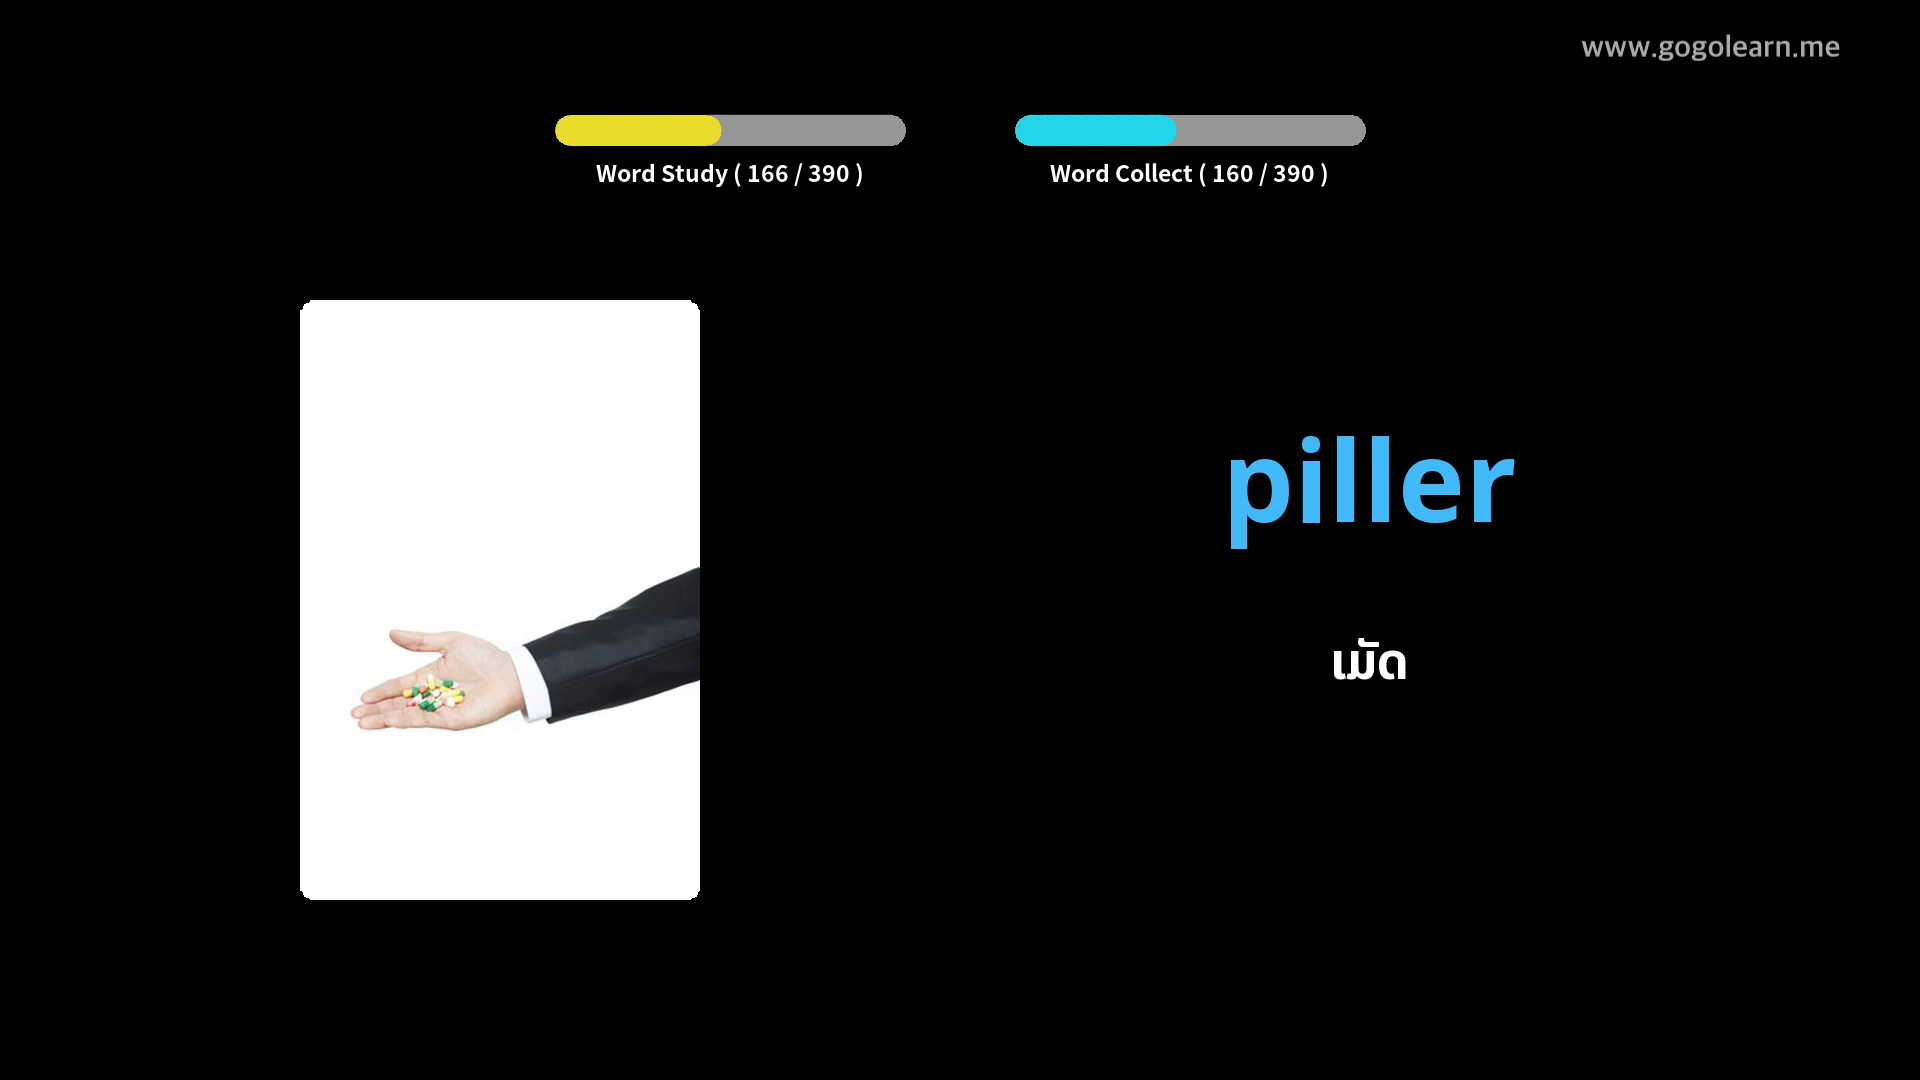 www.gogolearn.me
Word Study ( 166 / 390 )
Word Collect ( 160 / 390 )
piller
เม็ด